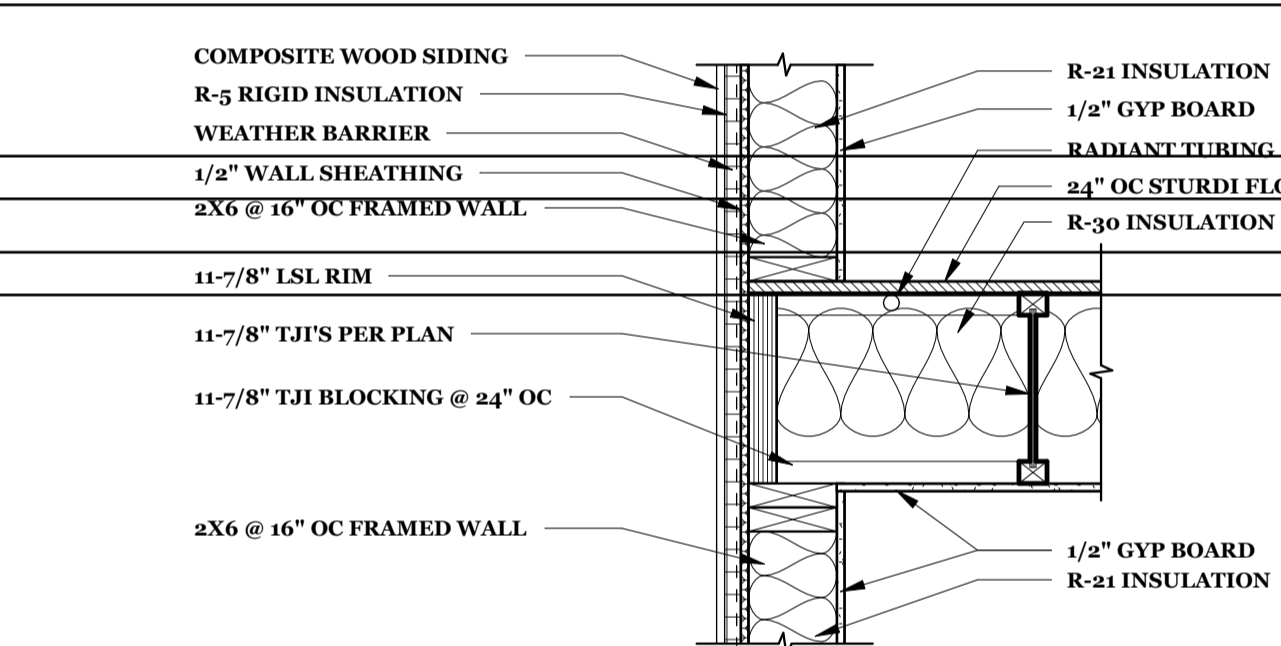 COMPOSITE WOOD SIDING
R-5 RIGID INSULATION
WEATHER BARRIER
1/2" WALL SHEATHING
2X6 @ 16" OC FRAMED WALL
11-7/8" LSL RIM
11-7/8" TJI'S PER PLAN
11-7/8" TJI BLOCKING @ 24" OC
2X6 @ 16" OC FRAMED WALL
R-21 INSULATION
1/2" GYP BOARD
RADIANT TUBING
24" OC STURDI FLO
R-30 INSULATION
1/2" GYP BOARD
R-21 INSULATION